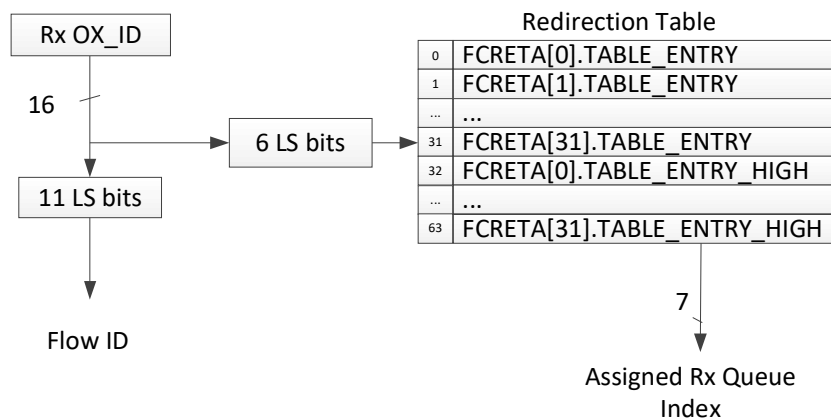 Redirection Table
Rx OX_ID
0 FCRETA[0].TABLE_ENTRY
1 FCRETA[1].TABLE_ENTRY
... ...
31 FCRETA[31].TABLE_ENTRY
32 FCRETA[0].TABLE_ENTRY_HIGH
... ...
63 FCRETA[31].TABLE_ENTRY_HIGH
16
6 LS bits
11 LS bits
7
Flow ID
Assigned Rx Queue
Index